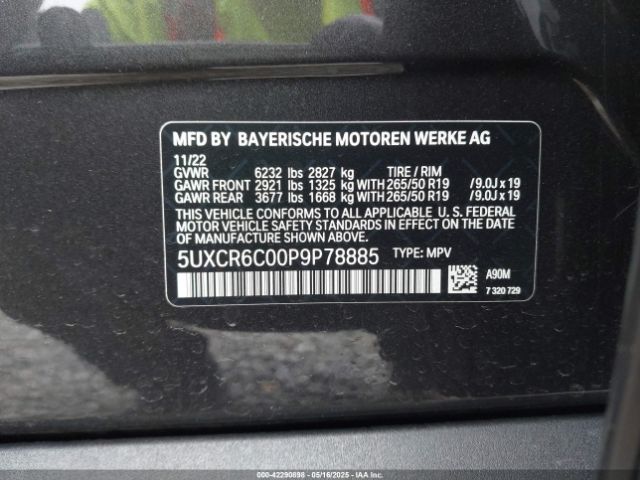 MFD BY BAYERISCHE MOTOREN WERKE AG
11/22
GVWR 6232 lbs 2827 kg TIRE / RIM
GAWR FRONT 2921 lbs 1325 kg WITH 265/50 R19 /9.0J x 19
GAWR REAR 3677 lbs 1668 kg WITH 265/50 R19 /9.0J x 19
THIS VEHICLE CONFORMS TO ALL APPLICABLE U. S. FEDERAL
MOTOR VEHICLE SAFETY STANDARDS IN EFFECT ON THE
DATE OF MANUFACTURE SHOWN ABOVE.
5UXCR6C00P9P78885 TYPE: MPV
A90M
7 320 729
000-42290898 - 05/16/2025 - IAAI.COM